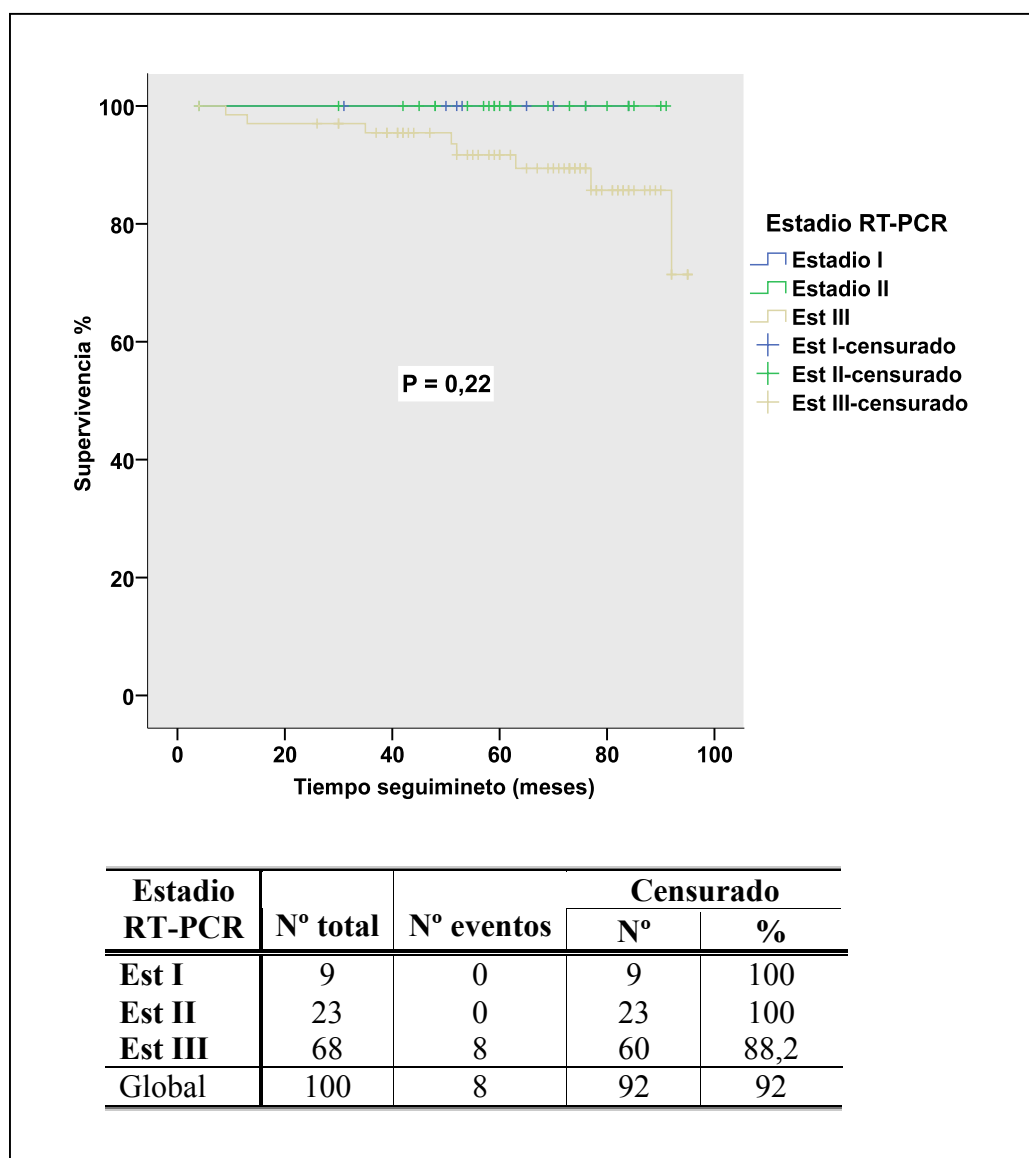 100
80
60
40
20
0
Supervivencia %
P = 0,22
0 20 40 60 80 100
Tiempo seguimineto (meses)
Estadio RT-PCR
Estadio I
Estadio II
Est III
Est I-censurado
Est II-censurado
Est III-censurado
Estadio RT-PCR Nº total Nº eventos Censurado
Nº %
Est I 9 0 9 100
Est II 23 0 23 100
Est III 68 8 60 88,2
Global 100 8 92 92